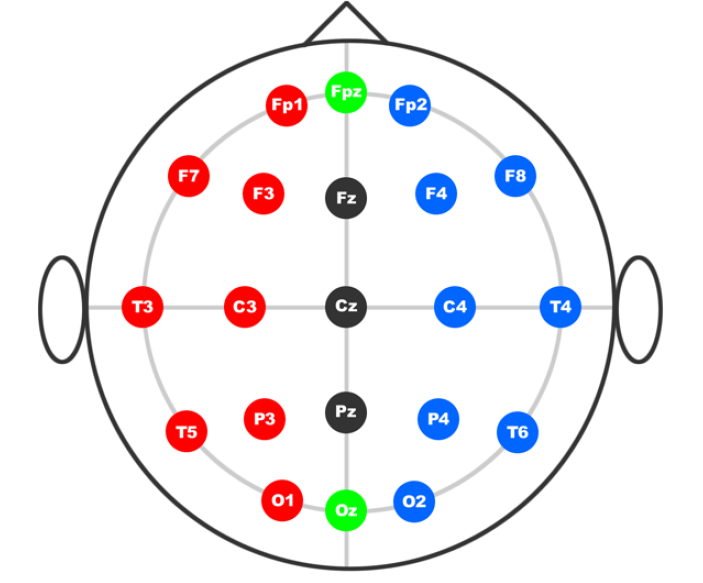 Fpz
Fp1 Fp2
F7 F8
F3 Fz F4
T3 C3 Cz C4 T4
Pz
P3 P4
T5 T6
O1 O2
Oz